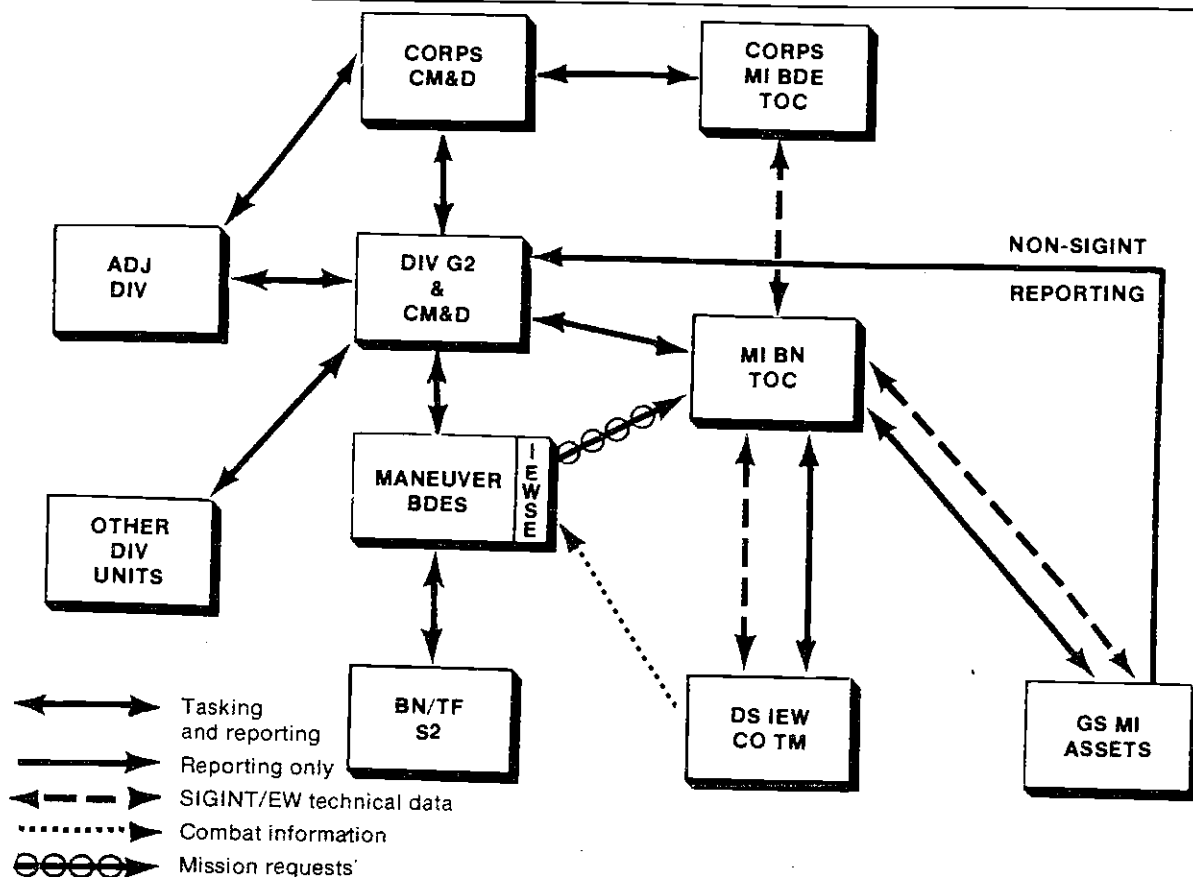 CORPS
CM&D
CORPS
MI BDE
TOC
ADJ
DIV
DIV G2
&
CM&D
NON-SIGINT
REPORTING
MI BN
TOC
MANEUVER
BDES
IEWSE
OTHER
DIV
UNITS
BN/TF
S2
DS IEW
CO TM
GS MI
ASSETS
Tasking
and reporting
Reporting only
SIGINT/EW technical data
Combat information
Mission requests